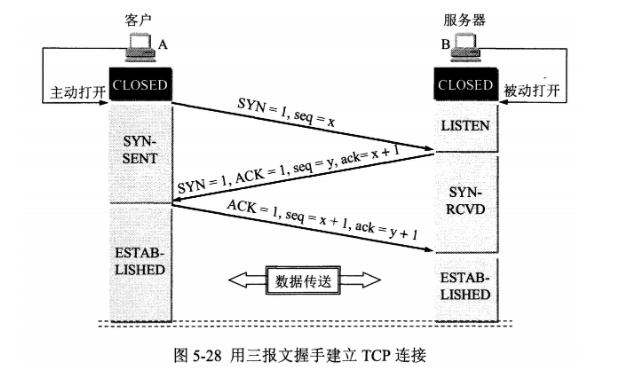 客户
服务器
A
B
CLOSED
CLOSED
主动打开
被动打开
SYN = 1, seq = x
LISTEN
SYN-
SENT
SYN = 1, ACK = 1, seq = y, ack= x + 1
SYN-
RCVD
ACK = 1, seq = x + 1, ack = y + 1
ESTAB-
LISHED
数据传送
ESTAB-
LISHED
图 5-28 用三报文握手建立 TCP 连接